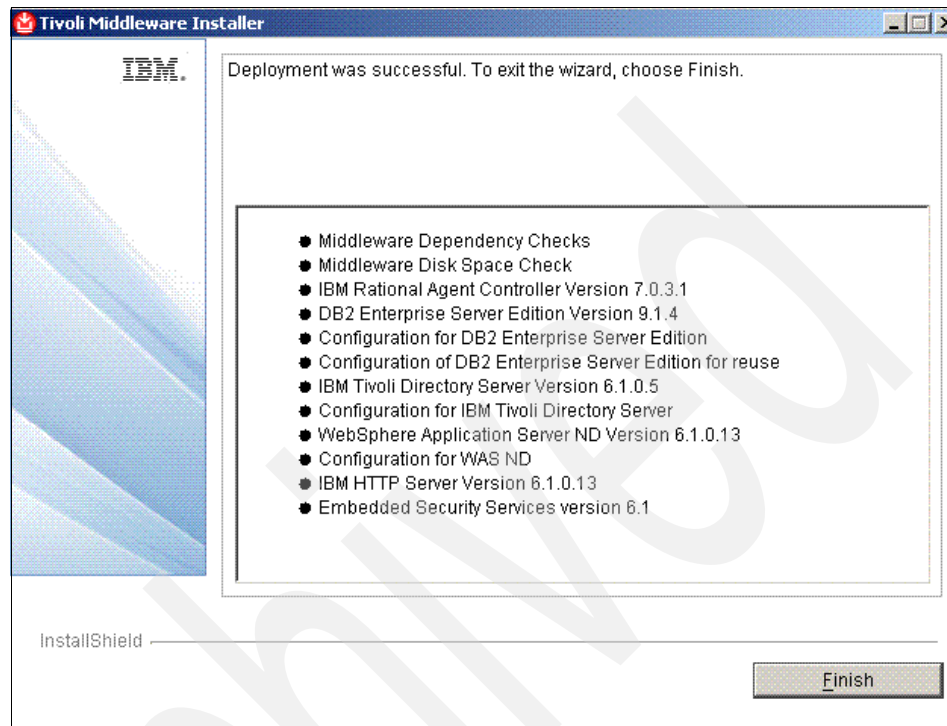 Tivoli Middleware Installer
IBM.
Deployment was successful. To exit the wizard, choose Finish.
Middleware Dependency Checks
Middleware Disk Space Check
IBM Rational Agent Controller Version 7.0.3.1
DB2 Enterprise Server Edition Version 9.1.4
Configuration for DB2 Enterprise Server Edition
Configuration of DB2 Enterprise Server Edition for reuse
IBM Tivoli Directory Server Version 6.1.0.5
Configuration for IBM Tivoli Directory Server
WebSphere Application Server ND Version 6.1.0.13
Configuration for WAS ND
IBM HTTP Server Version 6.1.0.13
Embedded Security Services version 6.1
InstallShield
Finish